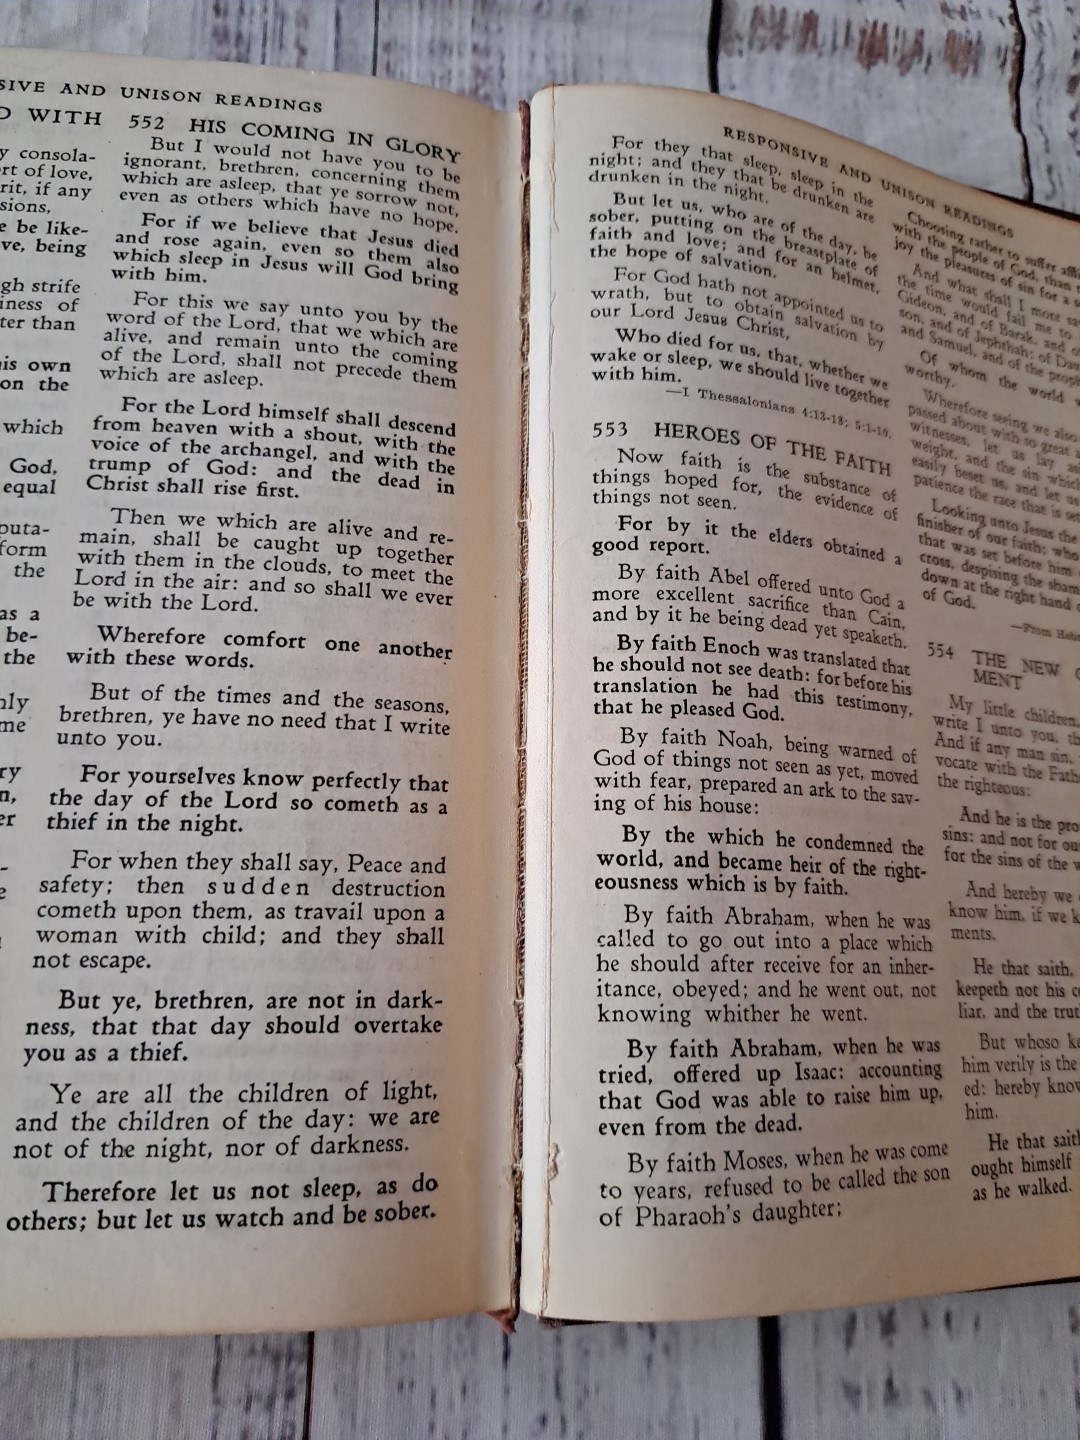 SIVE AND UNISON READINGS
WITH
y consola-
rt of love,
rit, if any
sions,
e be like-
ve, being
gh strife
iness of
ter than
is own
on the
which
God,
equal
puta-
form
the
as a
be-
the
nly
me
ry
n,
er
552 HIS COMING IN GLORY
But I would not have you to be
ignorant, brethren, concerning them
which are asleep, that ye sorrow not,
even as others which have no hope.
For if we believe that Jesus died
and rose again, even so them also
which sleep in Jesus will God bring
with him.
For this we say unto you by the
word of the Lord, that we which are
alive, and remain unto the coming
of the Lord, shall not precede them
which are asleep.
For the Lord himself shall descend
from heaven with a shout, with the
voice of the archangel, and with the
trump of God: and the dead in
Christ shall rise first.
Then we which are alive and re-
main, shall be caught up together
with them in the clouds, to meet the
Lord in the air: and so shall we ever
be with the Lord.
Wherefore comfort one another
with these words.
But of the times and the seasons,
brethren, ye have no need that I write
unto you.
For yourselves know perfectly that
the day of the Lord so cometh as a
thief in the night.
For when they shall say, Peace and
safety; then sudden destruction
cometh upon them, as travail upon a
woman with child; and they shall
not escape.
But ye, brethren, are not in dark-
ness, that that day should overtake
you as a thief.
Ye are all the children of light,
and the children of the day: we are
not of the night, nor of darkness.
Therefore let us not sleep, as do
others; but let us watch and be sober.
RESPONSIVE AND UNISON READINGS
For they that sleep, sleep in the
night; and they that be drunken are
drunken in the night.
But let us, who are of the day, be
sober, putting on the breastplate of
faith and love; and for an helmet,
the hope of salvation.
For God hath not appointed us to
wrath, but to obtain salvation by
our Lord Jesus Christ,
Who died for us, that, whether we
wake or sleep, we should live together
with him.
—I Thessalonians 4:13-18; 5:1-10.
553 HEROES OF THE FAITH
Now faith is the substance of
things hoped for, the evidence of
things not seen.
For by it the elders obtained a
good report.
By faith Abel offered unto God a
more excellent sacrifice than Cain,
and by it he being dead yet speaketh.
By faith Enoch was translated that
he should not see death: for before his
translation he had this testimony,
that he pleased God.
By faith Noah, being warned of
God of things not seen as yet, moved
with fear, prepared an ark to the sav-
ing of his house:
By the which he condemned the
world, and became heir of the right-
eousness which is by faith.
By faith Abraham, when he was
called to go out into a place which
he should after receive for an inher-
itance, obeyed; and he went out, not
knowing whither he went.
By faith Abraham, when he was
tried, offered up Isaac: accounting
that God was able to raise him up,
even from the dead.
By faith Moses, when he was come
to years, refused to be called the son
of Pharaoh's daughter;
Choosing rather to suffer
with the people of God, than
joy the pleasures of sin for a
And what shall I more
the time would fail me to
Gideon, and of Barak, and
son, and of Jephthah; of
and Samuel, and of the
Of whom the world
worthy.
Wherefore seeing we also
passed about with so great
witnesses, let us lay
weight, and the sin which
easily beset us, and let us
patience the race that is set
Looking unto Jesus the
finisher of our faith; who
that was set before him
cross, despising the
down at the right hand
of God.
—From
554 THE NEW
MENT
My little children,
write I unto you,
And if any man sin,
vocate with the
the righteous:
And he is the pro
sins: and not for
for the sins of the
And hereby we
know him, if we
ments.
He that saith,
keepeth not his
liar, and the
But whoso
him verily is the
ed: hereby
him.
He that
ought himself
as he walked.